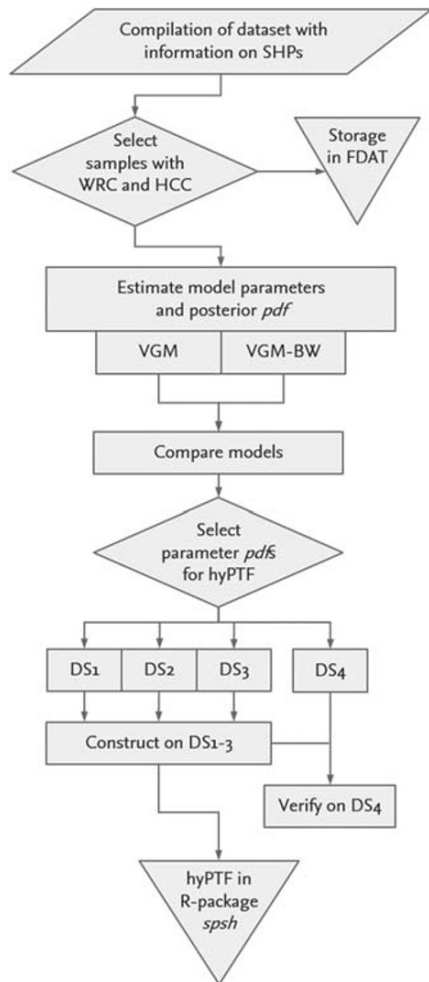 Compilation of dataset with
information on SHPs
Select
samples with
WRC and HCC
Storage
in FDAT
Estimate model parameters
and posterior pdf
VGM
VGM-BW
Compare models
Select
parameter pdfs
for hyPTF
DS1
DS2
DS3
DS4
Construct on DS1-3
Verify on DS4
hyPTF in
R-package
spsh